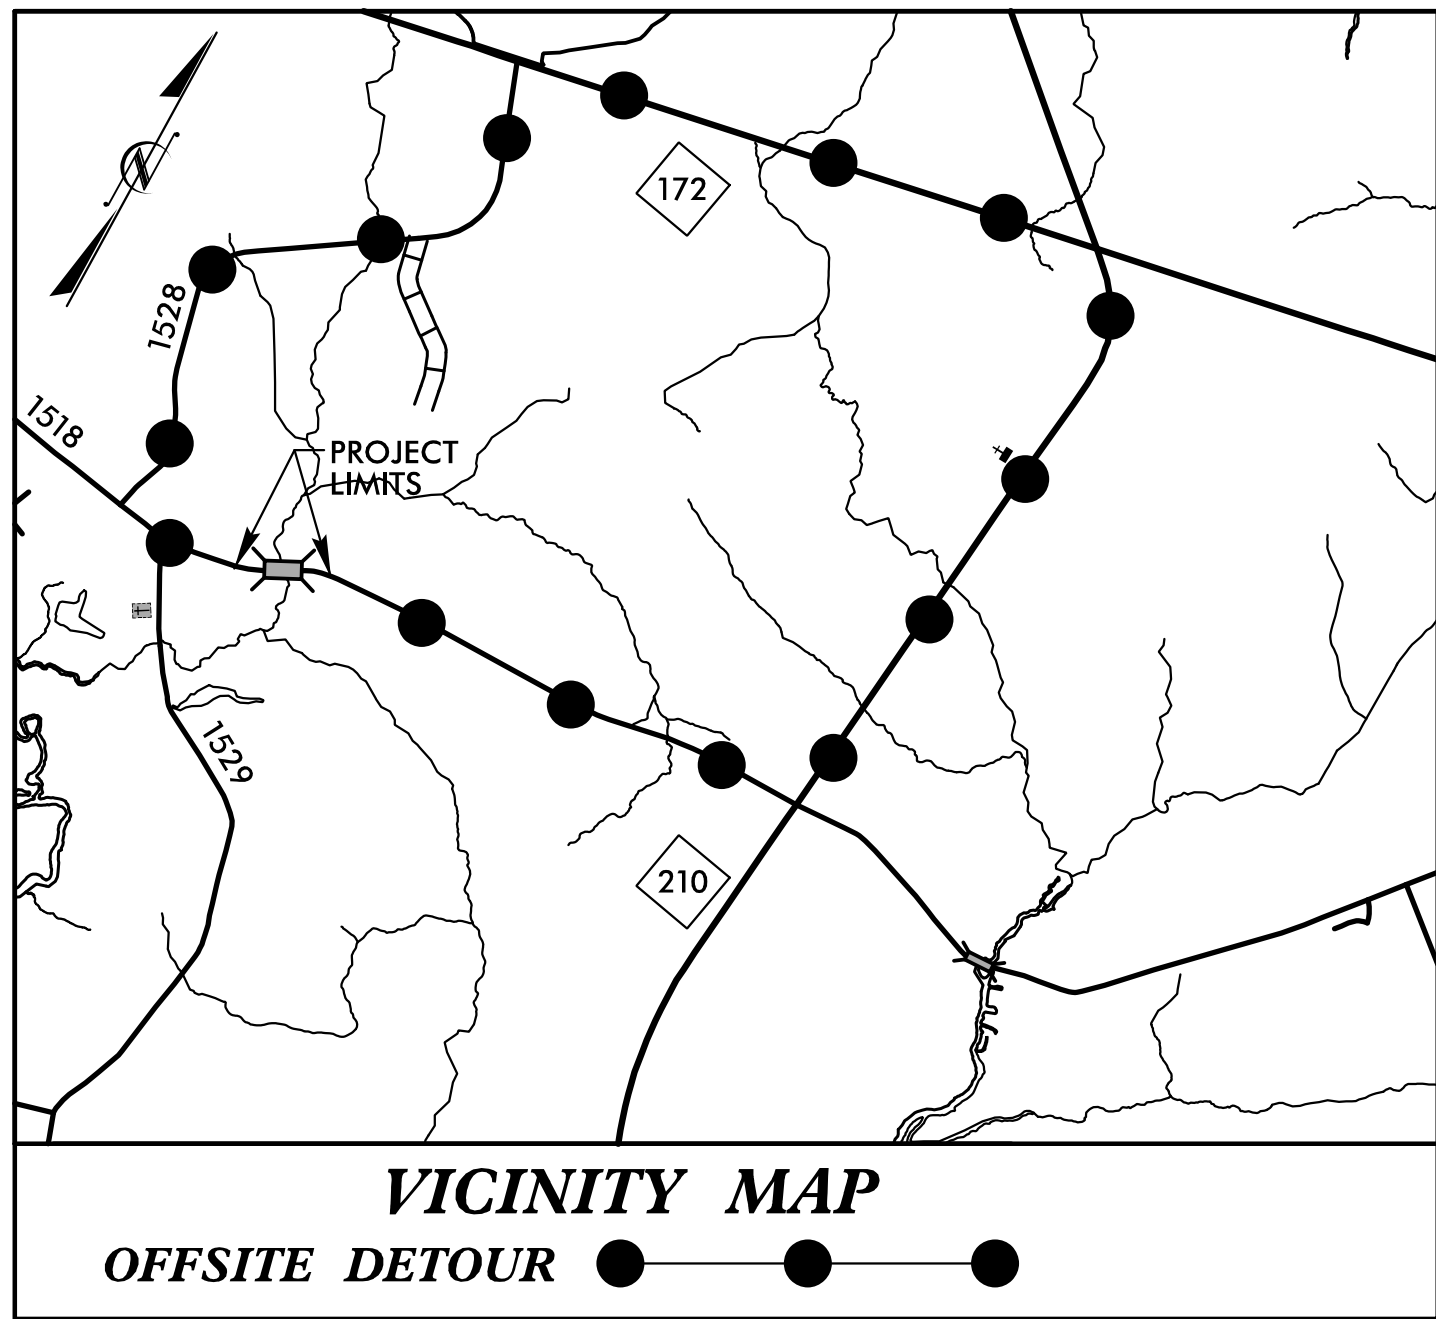 N
172
1528
1518
PROJECT
LIMITS
1529
210
VICINITY MAP
OFFSITE DETOUR